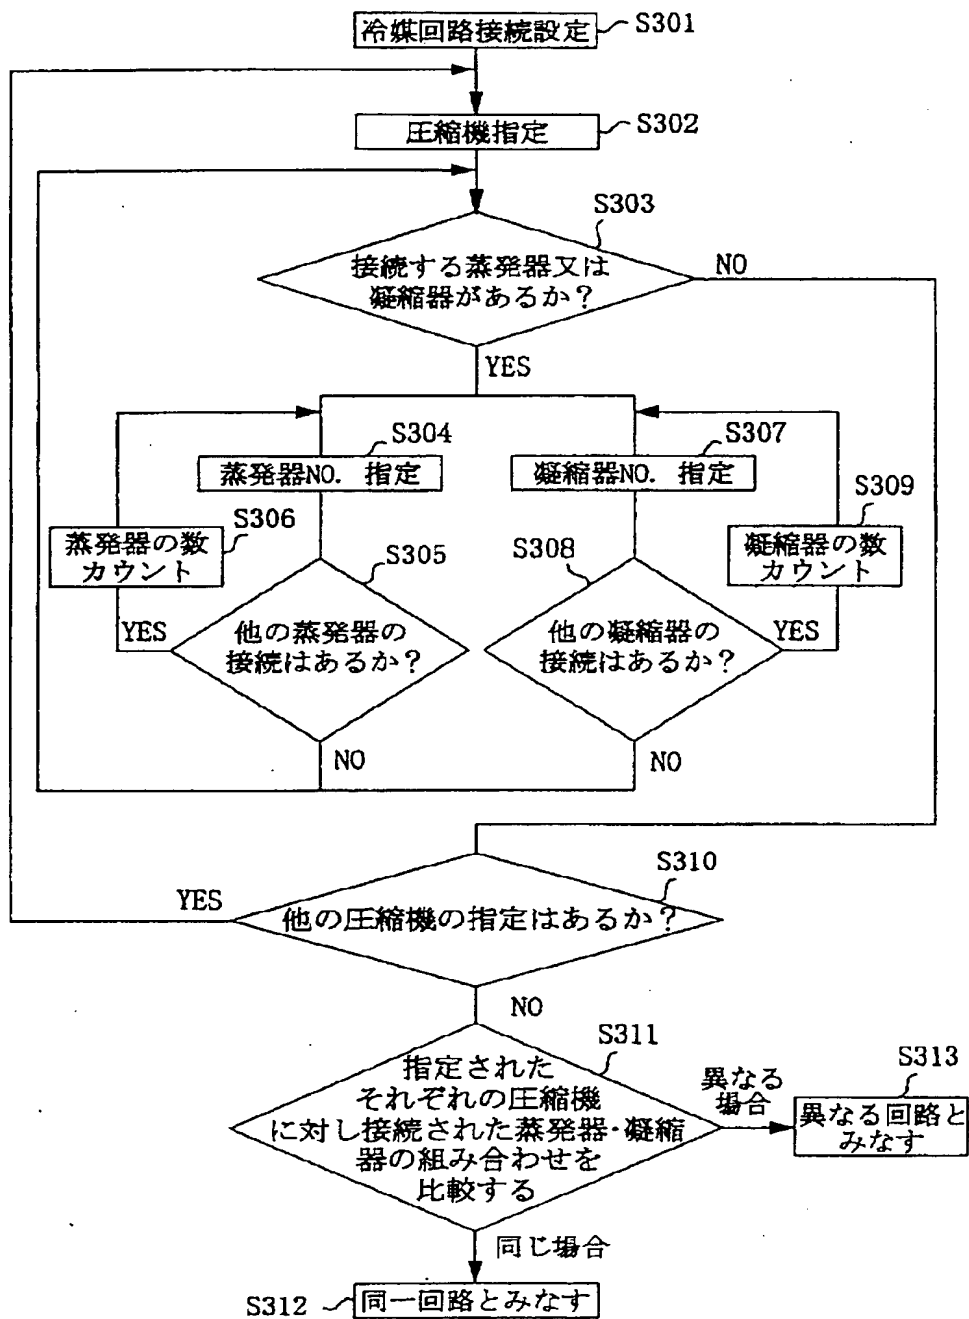 冷媒回路接続設定
S301
圧縮機指定
S302
S303
接続する蒸発器又は
凝縮器があるか?
NO
YES
S304
蒸発器NO. 指定
S307
凝縮器NO. 指定
S306
蒸発器の数
カウント
S305
他の蒸発器の
接続はあるか?
YES
NO
S308
他の凝縮器の
接続はあるか?
YES
NO
S309
凝縮器の数
カウント
S310
他の圧縮機の指定はあるか?
YES
NO
S311
指定された
それぞれの圧縮機
に対し接続された蒸発器・凝縮
器の組み合わせを
比較する
異なる
場合
S313
異なる回路と
みなす
同じ場合
S312
同一回路とみなす